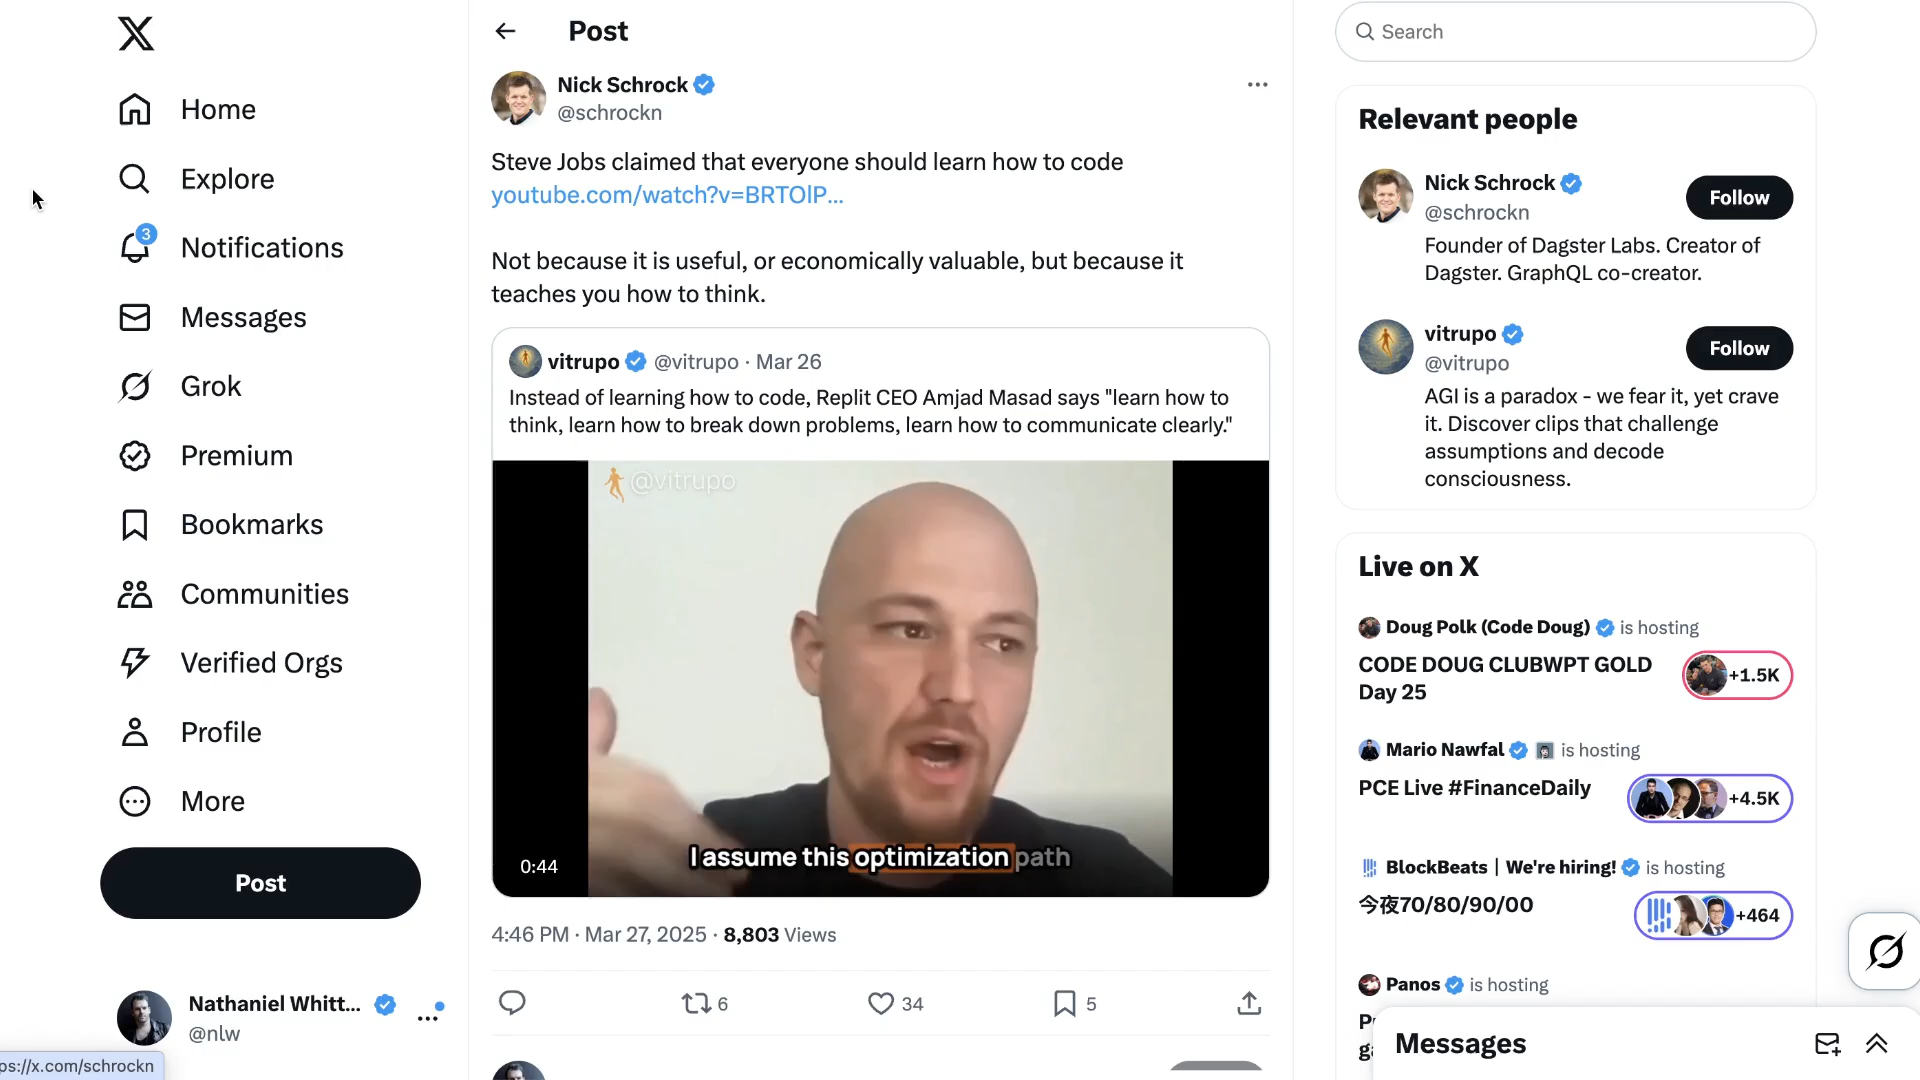 Home
Explore
3
Notifications
Messages
Grok
Premium
Bookmarks
Communities
Verified Orgs
Profile
More
Post
Nathaniel Whitt...
@nlw
ps://x.com/schrockn
Post
Nick Schrock
@schrockn
Steve Jobs claimed that everyone should learn how to code
youtube.com/watch?v=BRTOlP...
Not because it is useful, or economically valuable, but because it
teaches you how to think.
vitrupo @vitrupo · Mar 26
Instead of learning how to code, Replit CEO Amjad Masad says "learn how to
think, learn how to break down problems, learn how to communicate clearly."
@vitrupo
I assume this optimization path
0:44
4:46 PM · Mar 27, 2025 · 8,803 Views
6
34
5
Search
Relevant people
Nick Schrock
@schrockn
Follow
Founder of Dagster Labs. Creator of
Dagster. GraphQL co-creator.
vitrupo
@vitrupo
Follow
AGI is a paradox - we fear it, yet crave
it. Discover clips that challenge
assumptions and decode
consciousness.
Live on X
Doug Polk (Code Doug) is hosting
CODE DOUG CLUBWPT GOLD
Day 25
+1.5K
Mario Nawfal is hosting
PCE Live #FinanceDaily
+4.5K
BlockBeats | We're hiring! is hosting
今夜70/80/90/00
+464
Panos is hosting
Messages